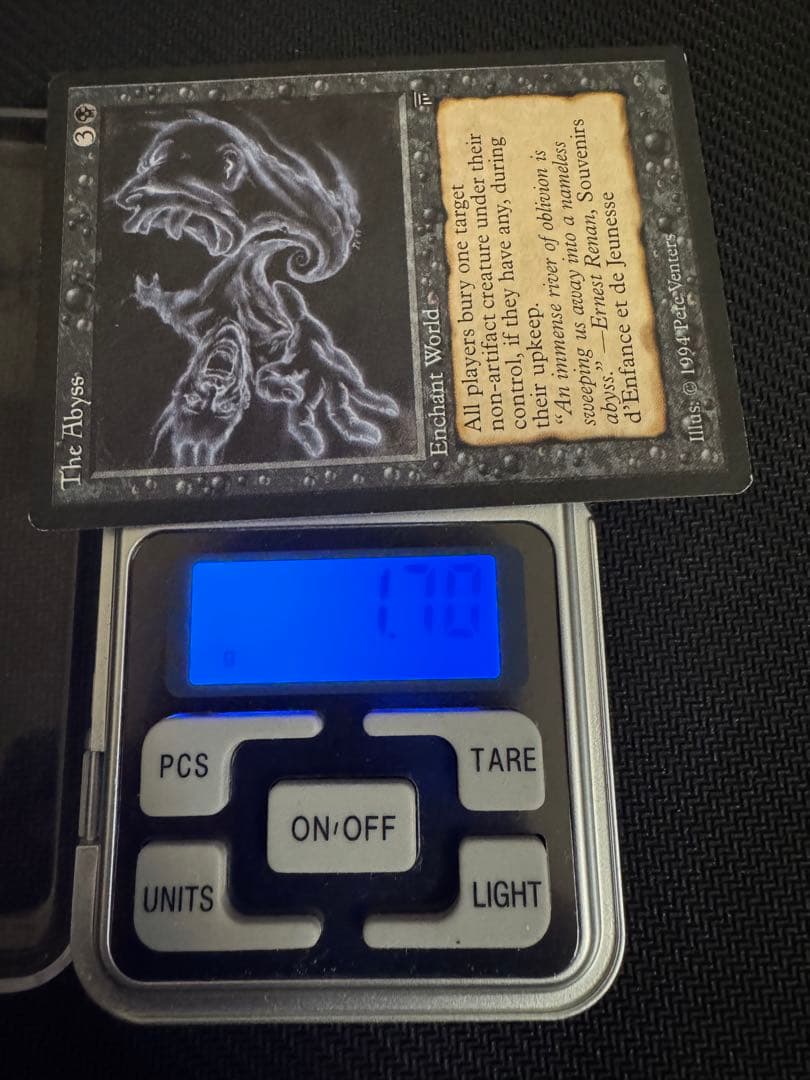 The Abyss
3
Enchant World
All players bury one target
non-artifact creature under their
control, if they have any, during
their upkeep.
"An immense river of oblivion is
sweeping us away into a nameless
abyss." —Ernest Renan, Souvenirs
d'Enfance et de Jeunesse
Illus. © 1994 Pete Venters
1.70
g
PCS
TARE
ON/OFF
UNITS
LIGHT